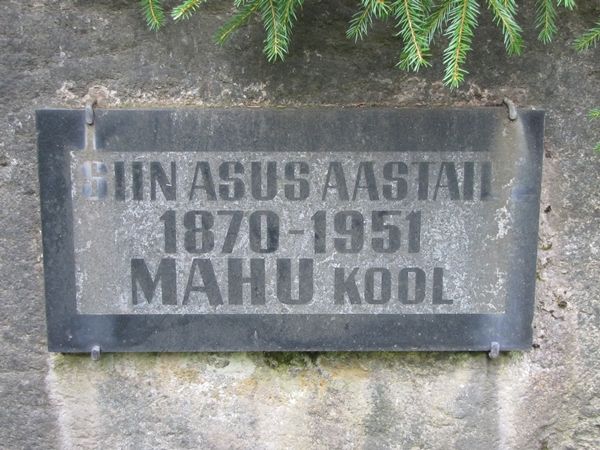 SIIN ASUS AASTAIL
1870-1951
MAHU KOOL